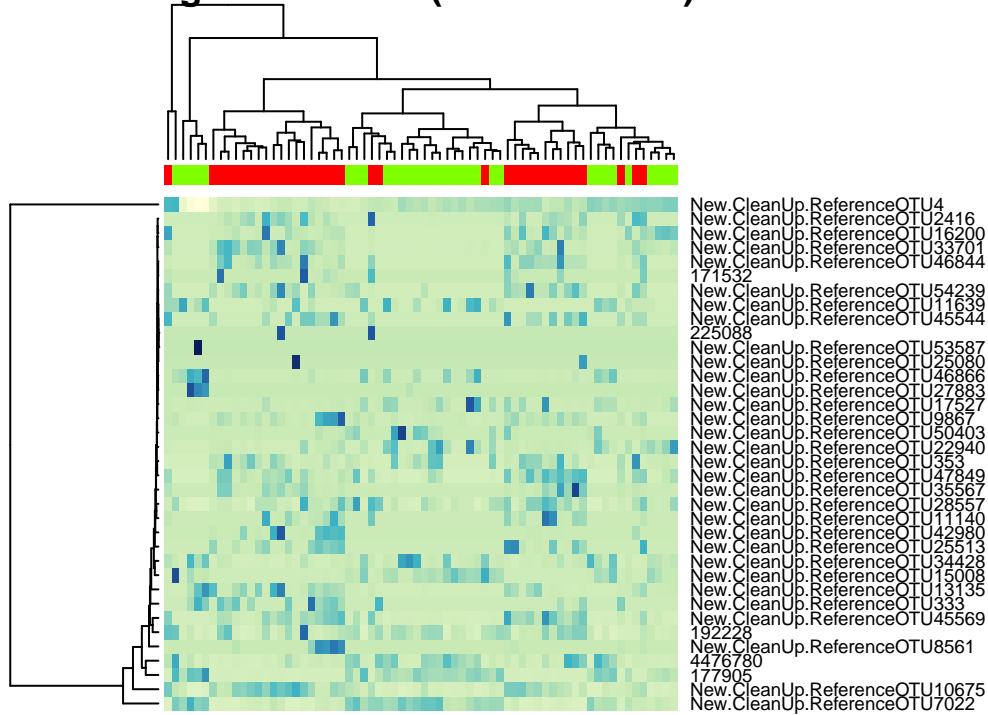 New.CleanUp.ReferenceOTU4
New.CleanUp.ReferenceOTU2416
New.CleanUp.ReferenceOTU16200
New.CleanUp.ReferenceOTU33701
New.CleanUp.ReferenceOTU46844
171532
New.CleanUp.ReferenceOTU54239
New.CleanUp.ReferenceOTU11639
New.CleanUp.ReferenceOTU45544
225088
New.CleanUp.ReferenceOTU53587
New.CleanUp.ReferenceOTU25080
New.CleanUp.ReferenceOTU46866
New.CleanUp.ReferenceOTU27883
New.CleanUp.ReferenceOTU17527
New.CleanUp.ReferenceOTU9867
New.CleanUp.ReferenceOTU50403
New.CleanUp.ReferenceOTU22940
New.CleanUp.ReferenceOTU353
New.CleanUp.ReferenceOTU47849
New.CleanUp.ReferenceOTU35567
New.CleanUp.ReferenceOTU28557
New.CleanUp.ReferenceOTU11140
New.CleanUp.ReferenceOTU42980
New.CleanUp.ReferenceOTU25513
New.CleanUp.ReferenceOTU34428
New.CleanUp.ReferenceOTU15008
New.CleanUp.ReferenceOTU13135
New.CleanUp.ReferenceOTU333
New.CleanUp.ReferenceOTU45569
192228
New.CleanUp.ReferenceOTU8561
4476780
177905
New.CleanUp.ReferenceOTU10675
New.CleanUp.ReferenceOTU7022